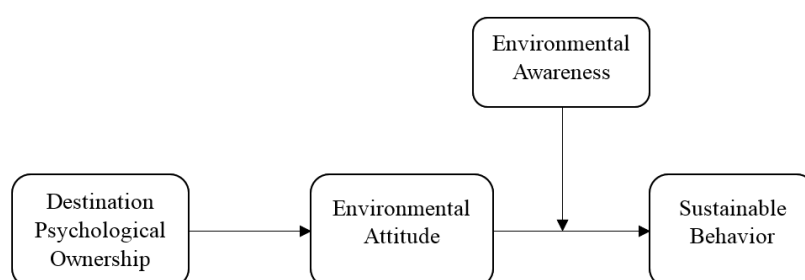 Environmental
Awareness
Destination
Psychological
Ownership
Environmental
Attitude
Sustainable
Behavior